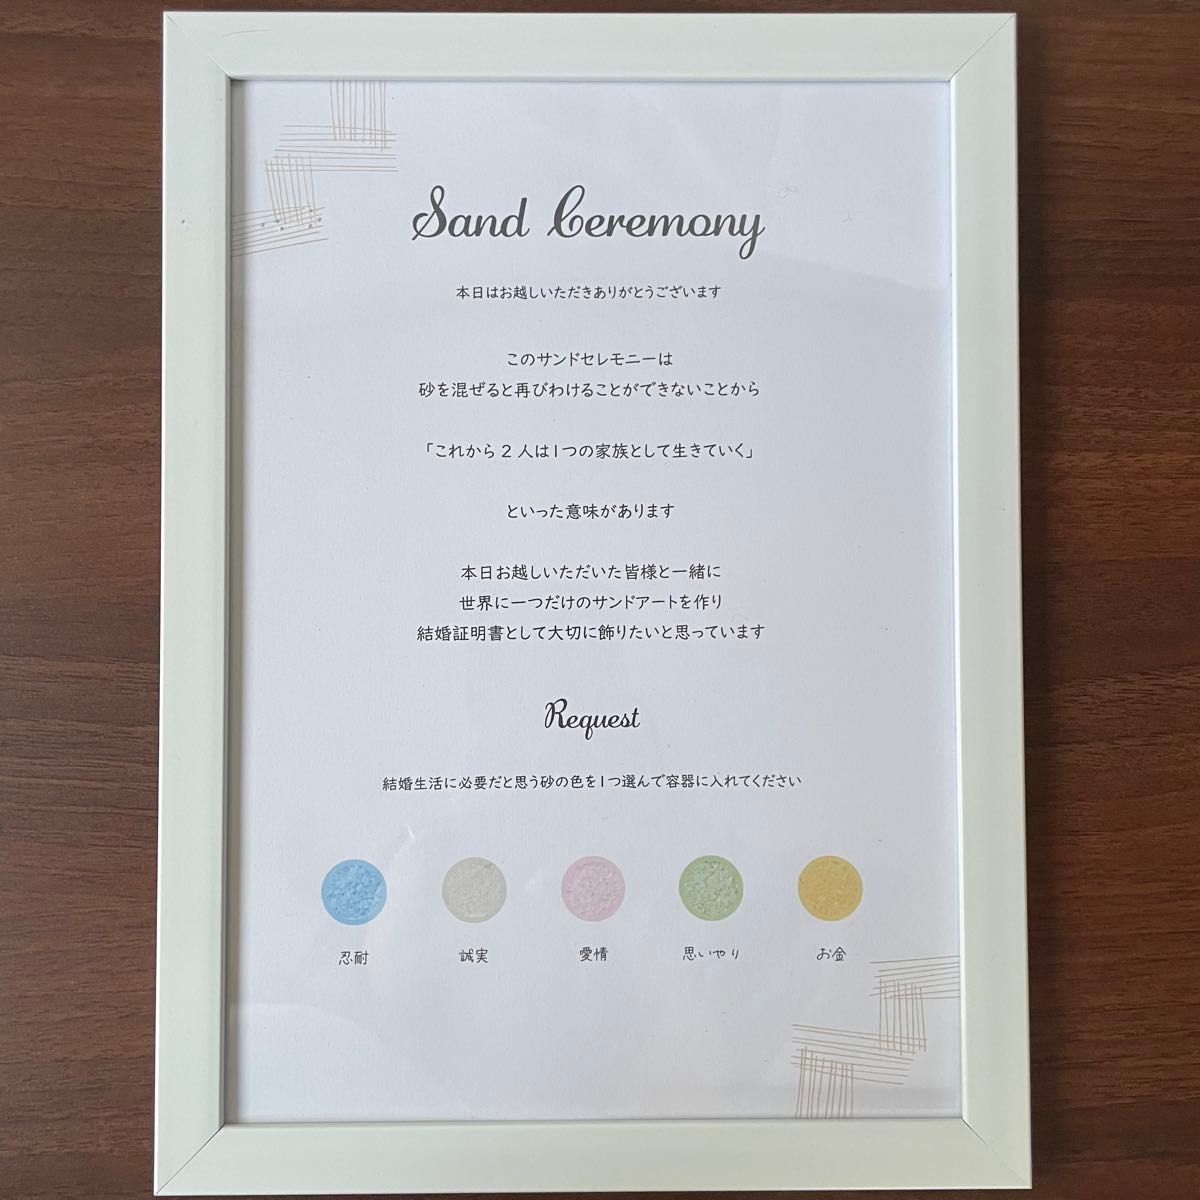 Sand Ceremony
本日はお越しいただきありがとうございます
このサンドセレモニーは
砂を混ぜると再びわけることができないことから
「これから2人は1つの家族として生きていく」
といった意味があります
本日お越しいただいた皆様と一緒に
世界に一つだけのサンドアートを作り
結婚証明書として大切に飾りたいと思っています
Request
結婚生活に必要だと思う砂の色を1つ選んで容器に入れてください
忍耐 誠実 愛情 思いやり お金